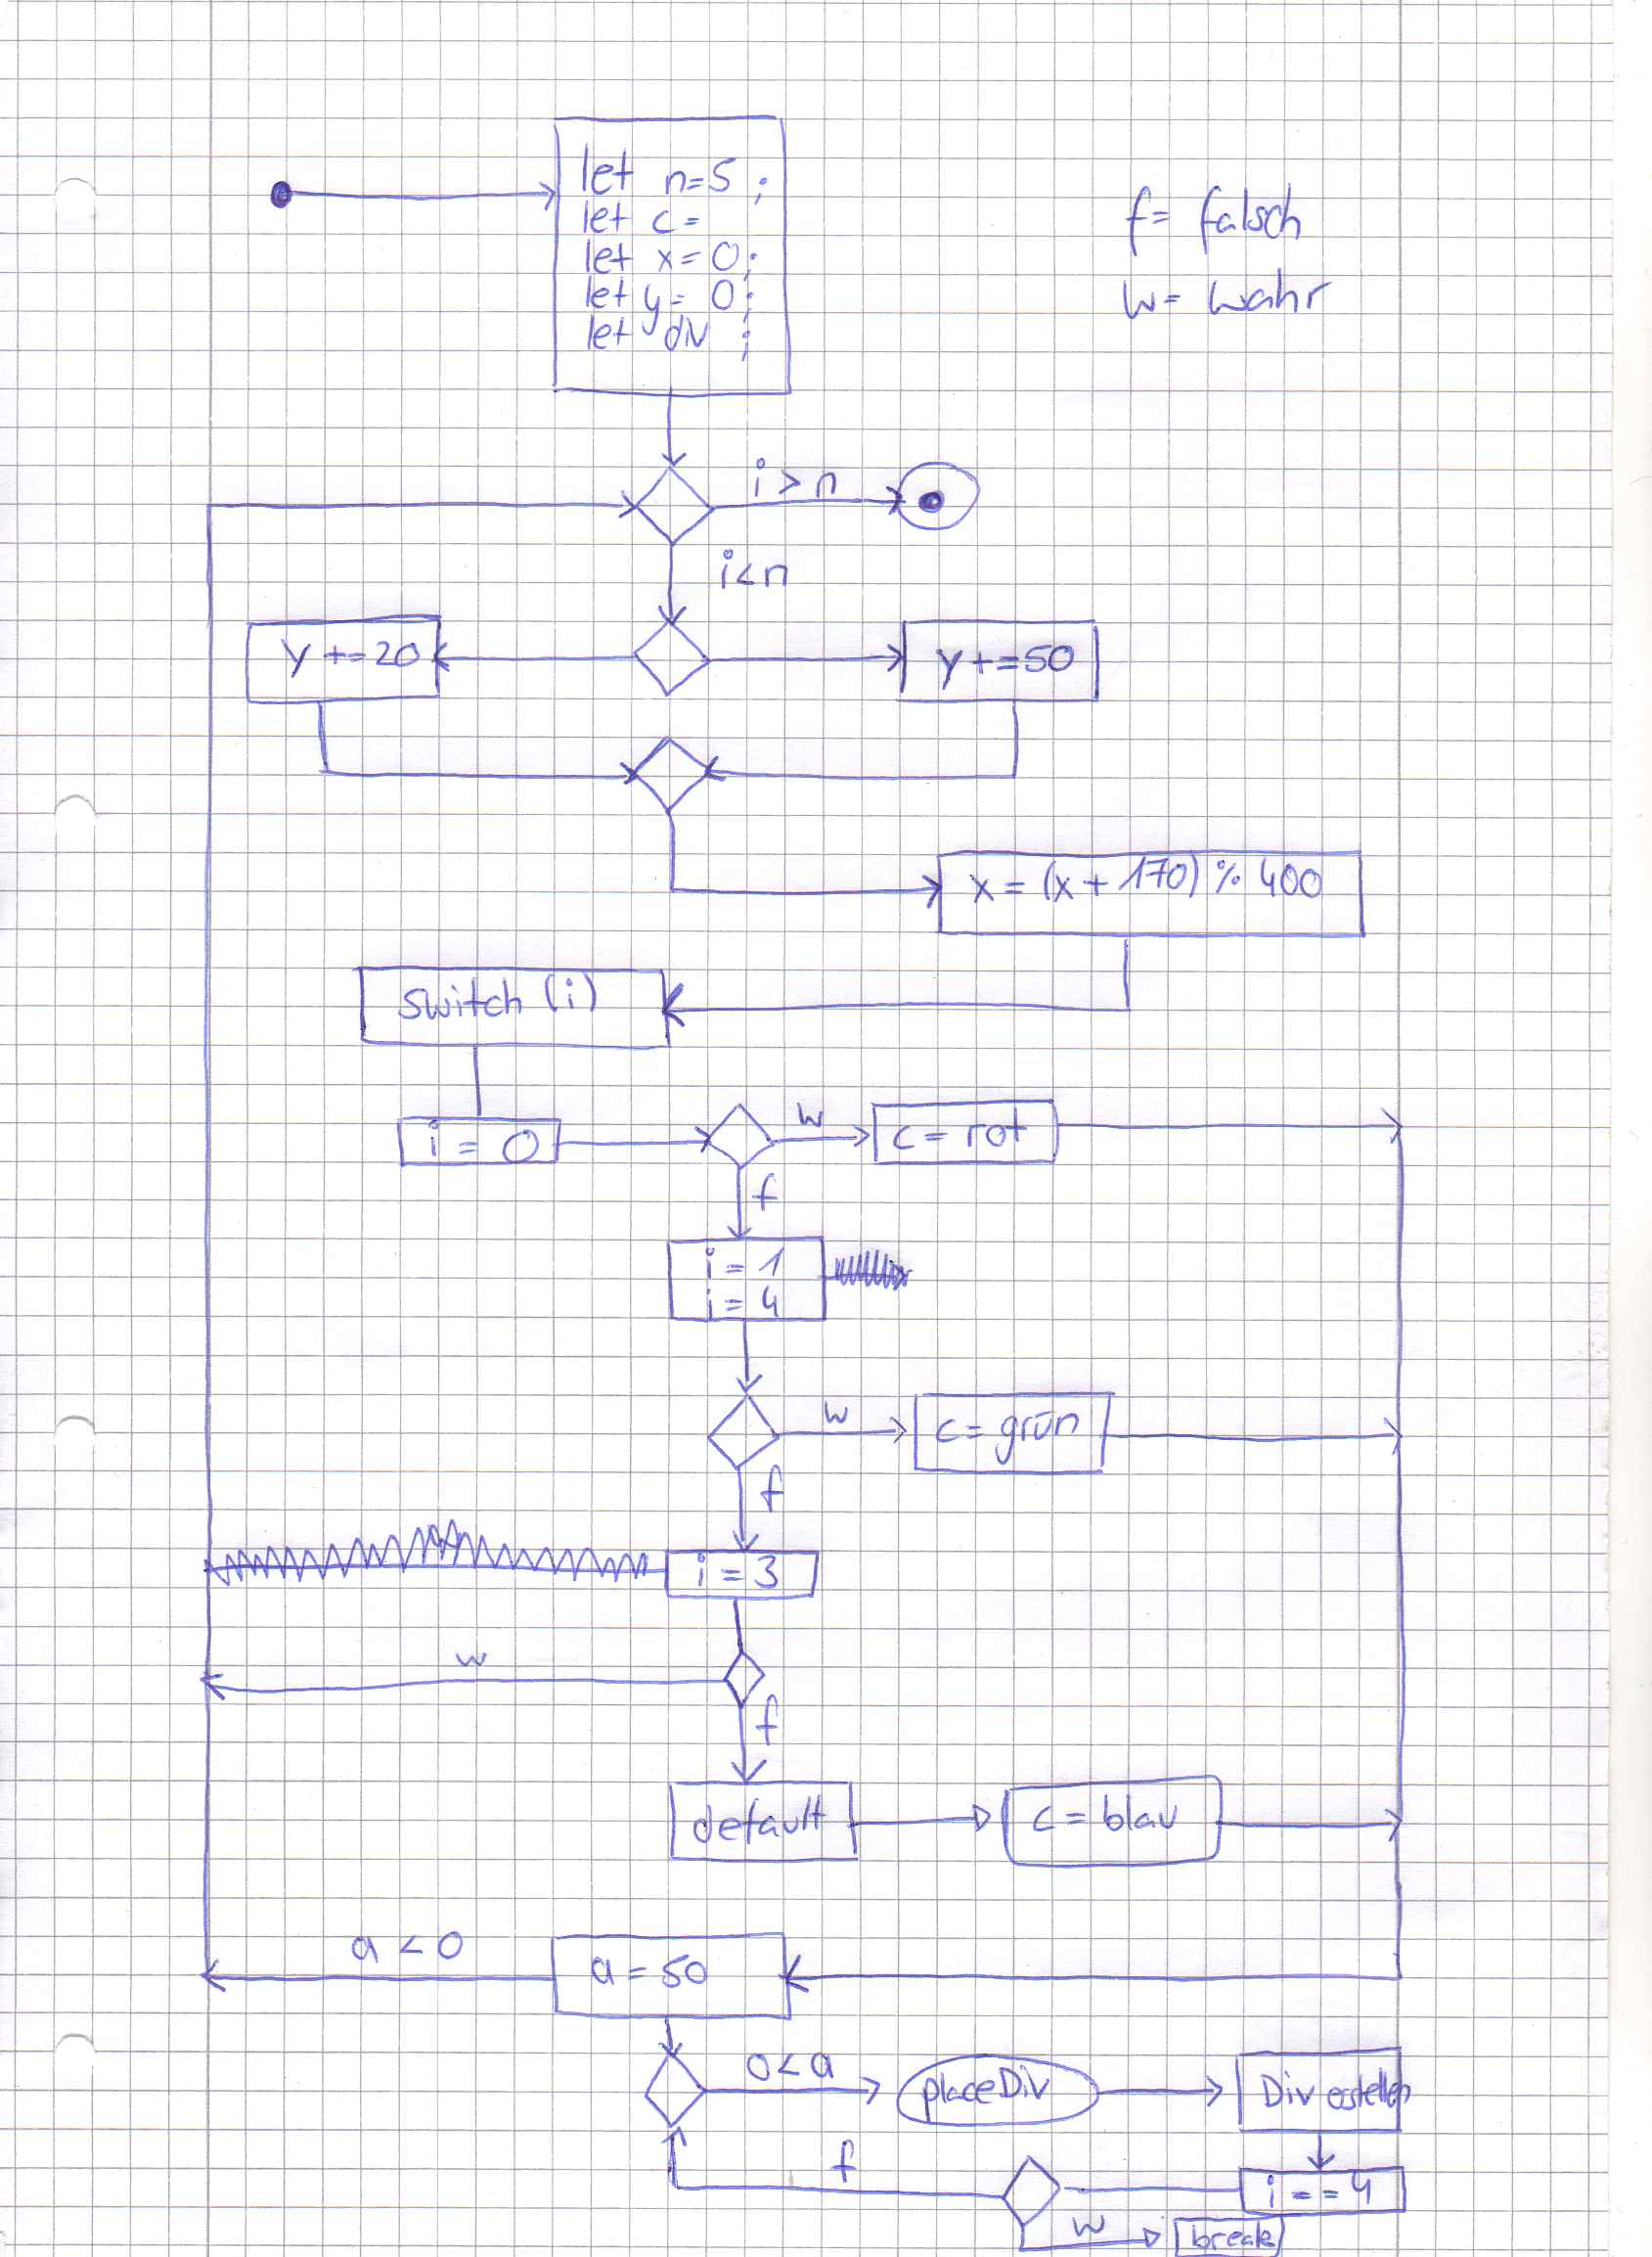 let n=5 ;
let c=
let x=0;
let y=0;
let div ;
f= falsch
w= wahr
i > n
i<n
y +=20
y +=50
x = (x + 170) % 400
switch (i)
i = 0
w
c = rot
f
i = 1
i = 4
w
c = grün
f
i = 3
w
f
default
c = blau
a < 0
a = 50
0 < a
placeDiv
Div erstellen
f
i == 4
w
break